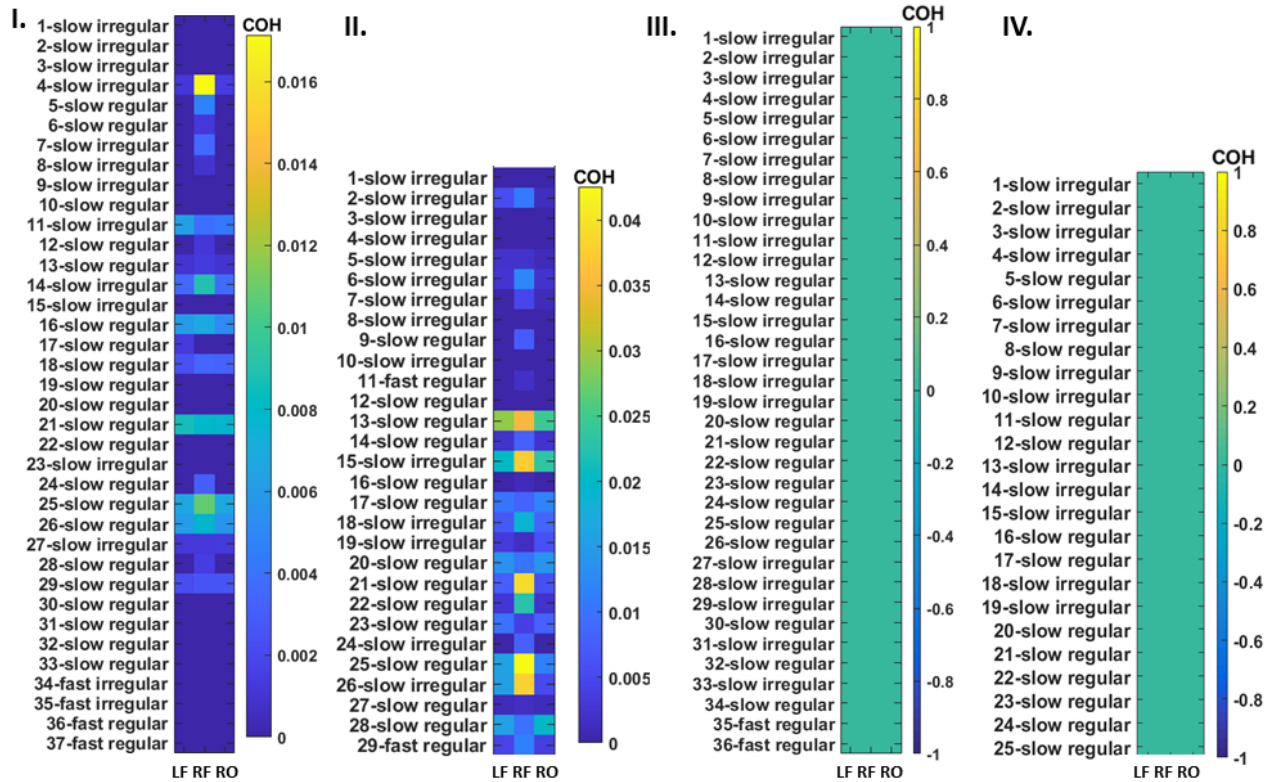 I.
COH
1-slow irregular
2-slow irregular
3-slow irregular
4-slow irregular
5-slow regular
6-slow regular
7-slow irregular
8-slow irregular
9-slow irregular
10-slow regular
11-slow irregular
12-slow regular
13-slow irregular
14-slow irregular
15-slow irregular
16-slow regular
17-slow regular
18-slow regular
19-slow regular
20-slow regular
21-slow regular
22-slow regular
23-slow irregular
24-slow regular
25-slow regular
26-slow regular
27-slow irregular
28-slow regular
29-slow regular
30-slow regular
31-slow regular
32-slow regular
33-slow regular
34-fast irregular
35-fast irregular
36-fast regular
37-fast regular
LF RF RO
0.016
0.014
0.012
0.01
0.008
0.006
0.004
0.002
0
II.
COH
1-slow irregular
2-slow irregular
3-slow irregular
4-slow irregular
5-slow irregular
6-slow irregular
7-slow irregular
8-slow irregular
9-slow regular
10-slow irregular
11-fast regular
12-slow regular
13-slow regular
14-slow regular
15-slow irregular
16-slow regular
17-slow regular
18-slow irregular
19-slow irregular
20-slow regular
21-slow regular
22-slow regular
23-slow regular
24-slow irregular
25-slow regular
26-slow irregular
27-slow regular
28-slow regular
29-fast regular
LF RF RO
0.04
0.035
0.03
0.025
0.02
0.015
0.01
0.005
0
III.
COH
1-slow irregular
2-slow irregular
3-slow irregular
4-slow irregular
5-slow irregular
6-slow irregular
7-slow irregular
8-slow irregular
9-slow irregular
10-slow irregular
11-slow irregular
12-slow irregular
13-slow regular
14-slow regular
15-slow irregular
16-slow regular
17-slow irregular
18-slow irregular
19-slow irregular
20-slow regular
21-slow regular
22-slow regular
23-slow regular
24-slow regular
25-slow regular
26-slow regular
27-slow irregular
28-slow irregular
29-slow irregular
30-slow regular
31-slow irregular
32-slow regular
33-slow irregular
34-slow regular
35-fast regular
36-fast regular
LF RF RO
1
0.8
0.6
0.4
0.2
0
-0.2
-0.4
-0.6
-0.8
-1
IV.
COH
1-slow irregular
2-slow irregular
3-slow irregular
4-slow irregular
5-slow regular
6-slow irregular
7-slow irregular
8-slow regular
9-slow irregular
10-slow regular
11-slow regular
12-slow regular
13-slow irregular
14-slow irregular
15-slow irregular
16-slow regular
17-slow regular
18-slow irregular
19-slow irregular
20-slow regular
21-slow regular
22-slow regular
23-slow regular
24-slow regular
25-slow regular
LF RF RO
1
0.8
0.6
0.4
0.2
0
-0.2
-0.4
-0.6
-0.8
-1